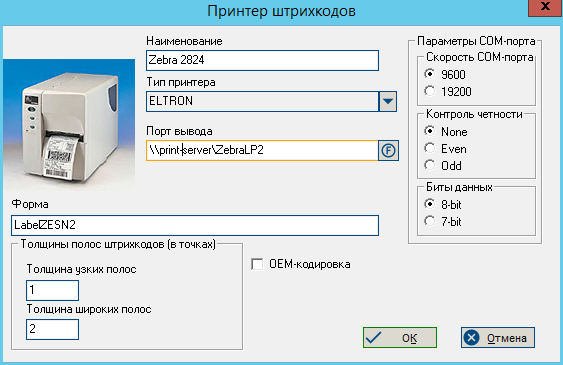 Принтер штрихкодов
x
Наименование
Zebra 2824
Тип принтера
ELTRON
Порт вывода
\\print-server\ZebraLP2
F
Форма
LabelZESN2
Параметры COM-порта
Скорость COM-порта
9600
19200
Контроль четности
None
Even
Odd
Биты данных
8-bit
7-bit
Толщины полос штрихкодов (в точках)
Толщина узких полос
1
Толщина широких полос
2
OEM-кодировка
OK
Отмена